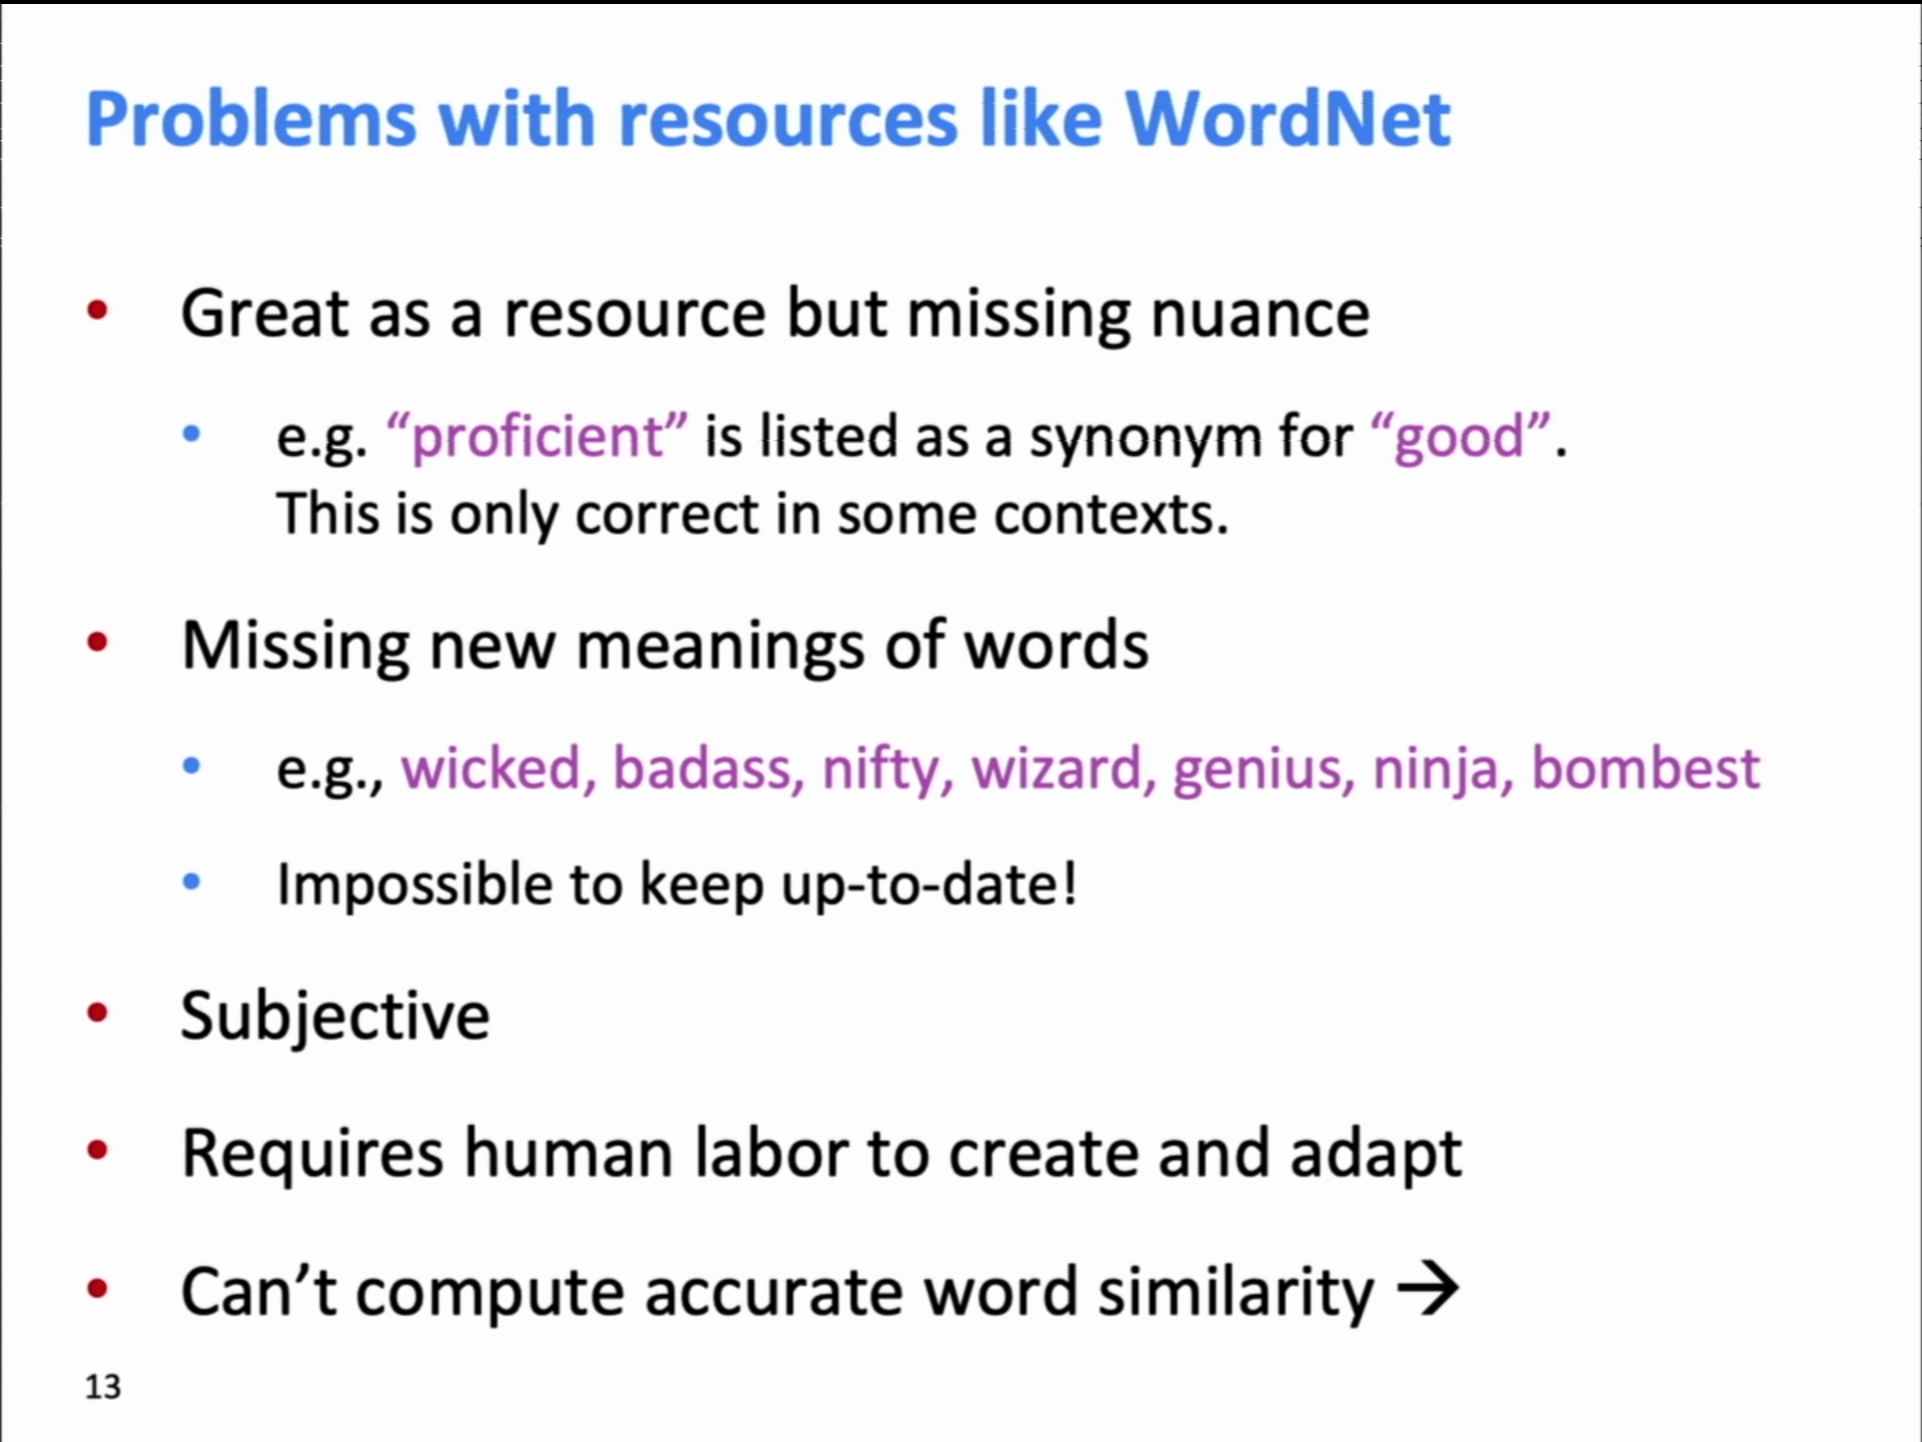 Problems with resources like WordNet
• Great as a resource but missing nuance
• e.g. “proficient” is listed as a synonym for “good”.
This is only correct in some contexts.
• Missing new meanings of words
• e.g., wicked, badass, nifty, wizard, genius, ninja, bombest
• Impossible to keep up-to-date!
• Subjective
• Requires human labor to create and adapt
• Can’t compute accurate word similarity →
13